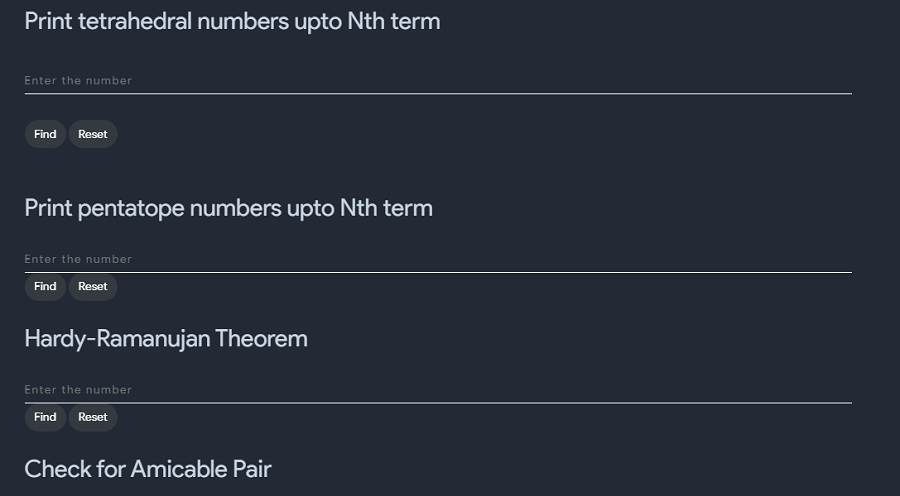 Print tetrahedral numbers upto Nth term
Enter the number
Find Reset
Print pentatope numbers upto Nth term
Enter the number
Find Reset
Hardy-Ramanujan Theorem
Enter the number
Find Reset
Check for Amicable Pair